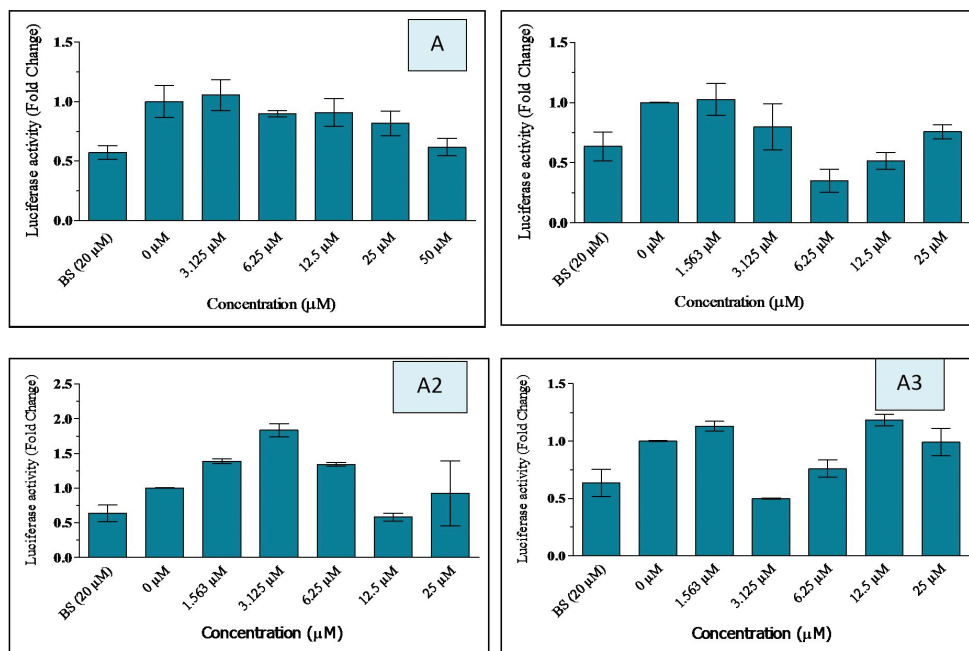 A
Luciferase activity (Fold Change)
1.5
1.0
0.5
0.0
BS (20 μM)
0 μM
3.125 μM
6.25 μM
12.5 μM
25 μM
50 μM
Concentration (μM)
Luciferase activity (Fold Change)
1.5
1.0
0.5
0.0
BS (20 μM)
0 μM
1.563 μM
3.125 μM
6.25 μM
12.5 μM
25 μM
Concentration (μM)
A2
Luciferase activity (Fold Change)
2.5
2.0
1.5
1.0
0.5
0.0
BS (20 μM)
0 μM
1.563 μM
3.125 μM
6.25 μM
12.5 μM
25 μM
Concentration (μM)
A3
Luciferase activity (Fold Change)
1.5
1.0
0.5
0.0
BS (20 μM)
0 μM
1.563 μM
3.125 μM
6.25 μM
12.5 μM
25 μM
Concentration (μM)